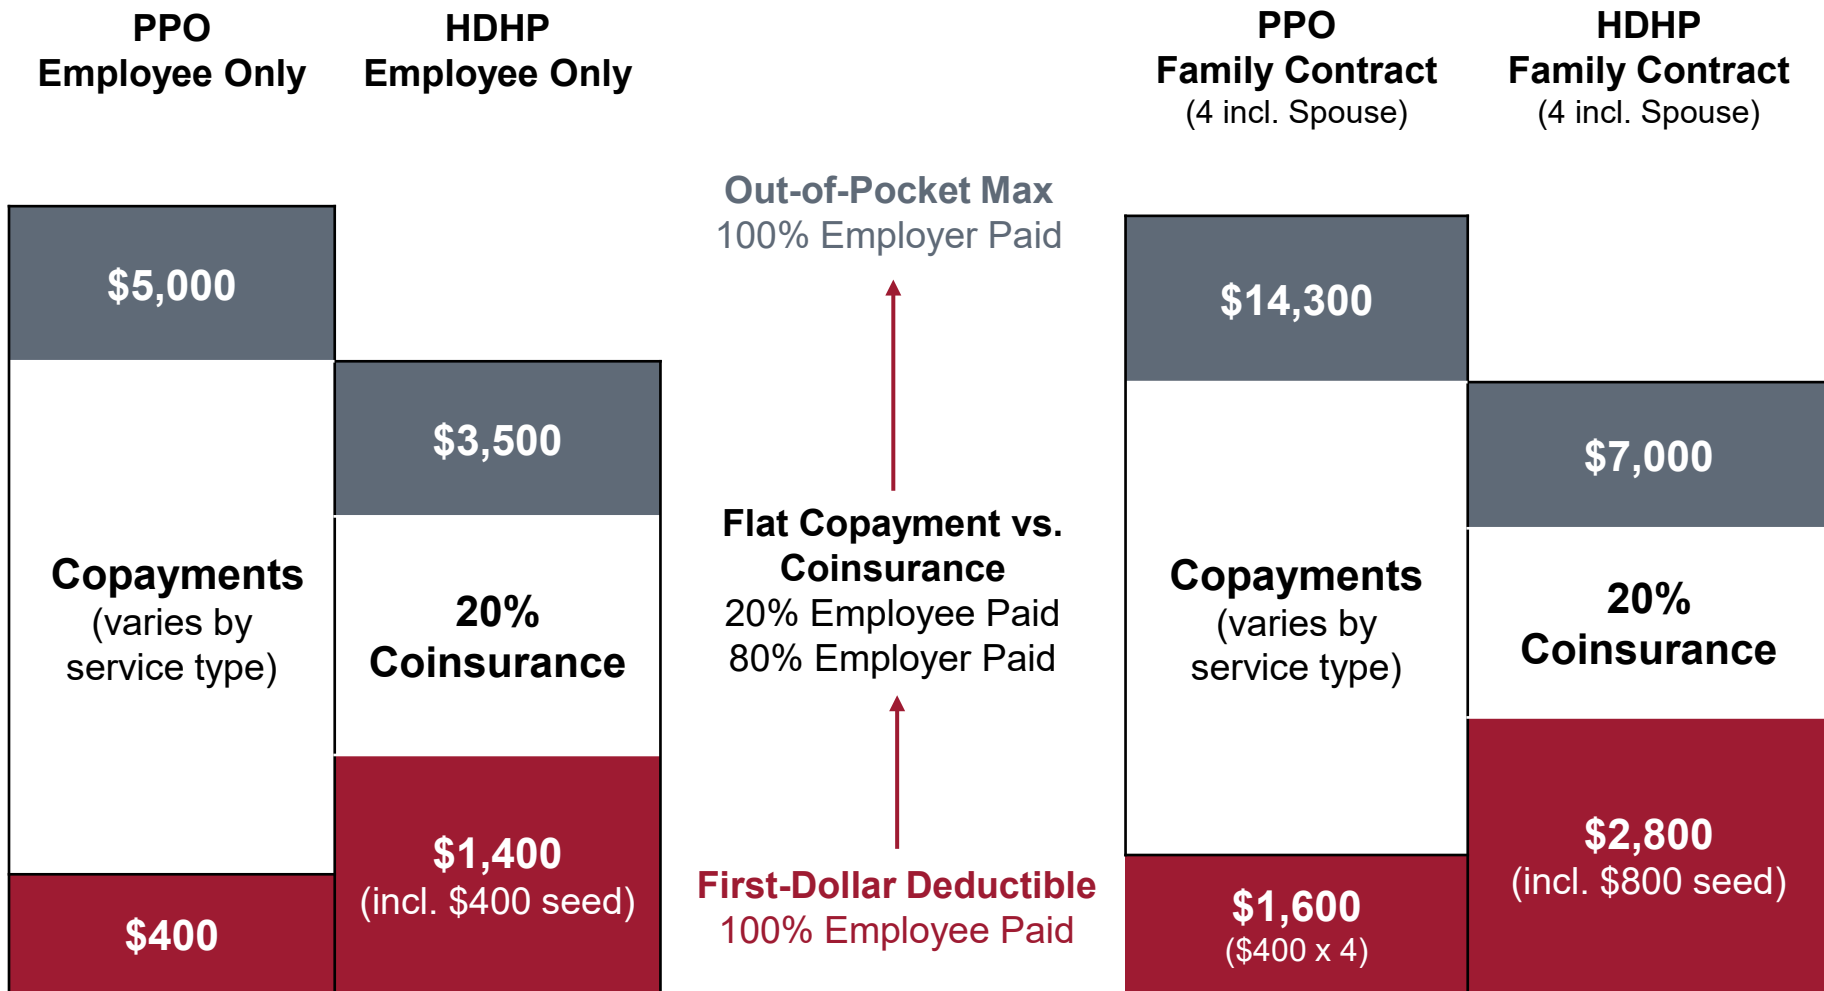 PPO
Employee Only
HDHP
Employee Only
PPO
Family Contract
(4 incl. Spouse)
HDHP
Family Contract
(4 incl. Spouse)
$5,000
Copayments
(varies by
service type)
$400
$3,500
20%
Coinsurance
$1,400
(incl. $400 seed)
Out-of-Pocket Max
100% Employer Paid
Flat Copayment vs.
Coinsurance
20% Employee Paid
80% Employer Paid
First-Dollar Deductible
100% Employee Paid
$14,300
Copayments
(varies by
service type)
$1,600
($400 x 4)
$7,000
20%
Coinsurance
$2,800
(incl. $800 seed)